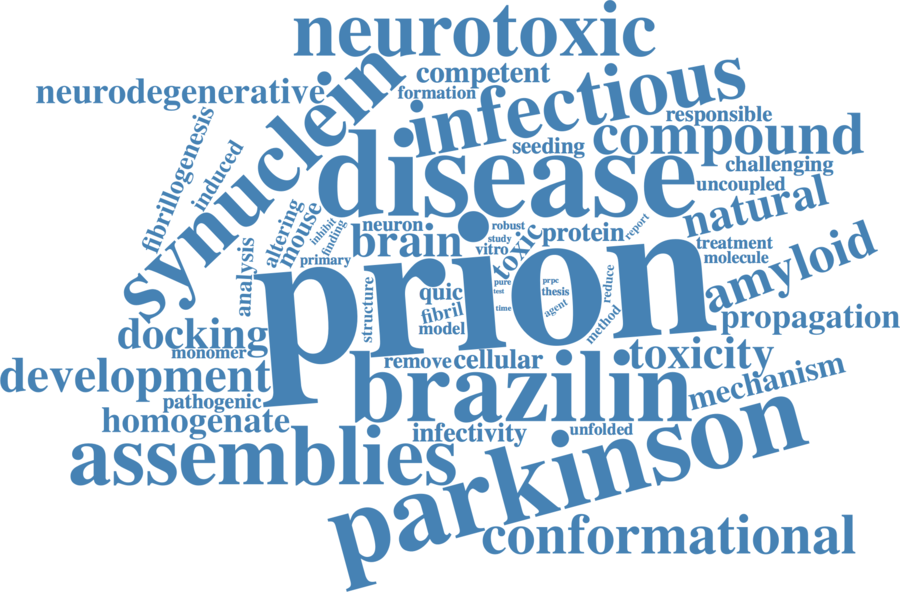 neurotoxic
competent
neurodegenerative
formation
infectious
responsible
synuclein
compound
disease
seeding
challenging
fibrillogenesis
induced
uncoupled
natural
altering
mouse
inhibit
finding
neuron
robust
report
brain
study
protein
treatment
analysis
primary
vitro
toxic
molecule
amyloid
prion
structure
quic
pure
prpc
reduce
test
thesis
fibril
time
agent
method
model
propagation
docking
monomer
remove
cellular
toxicity
development
brazilin
mechanism
pathogenic
homogenate
infectivity
unfolded
assemblies
parkinson
conformational